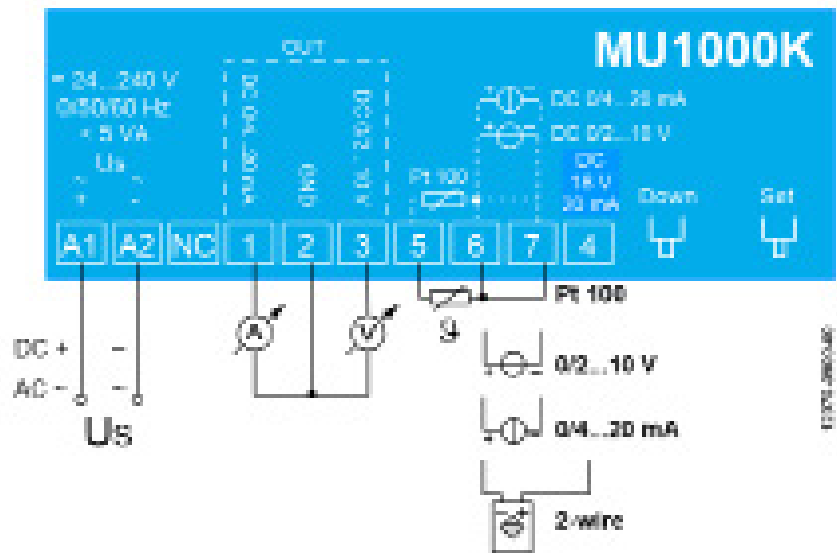 MU1000K
OUT
= 24...240 V
0/50/60 Hz
< 5 VA
Us
DC 0/4...20 mA
GND
DC 0/2...10 V
DC 0/4...20 mA
DC 0/2...10 V
Pt 100
DC
18 V
30 mA
Down
Set
A1 A2 NC 1 2 3 5 6 7 4
Pt 100
DC + -
AC ~ ~
Us
A
V
ϑ
0/2...10 V
0/4...20 mA
2-wire